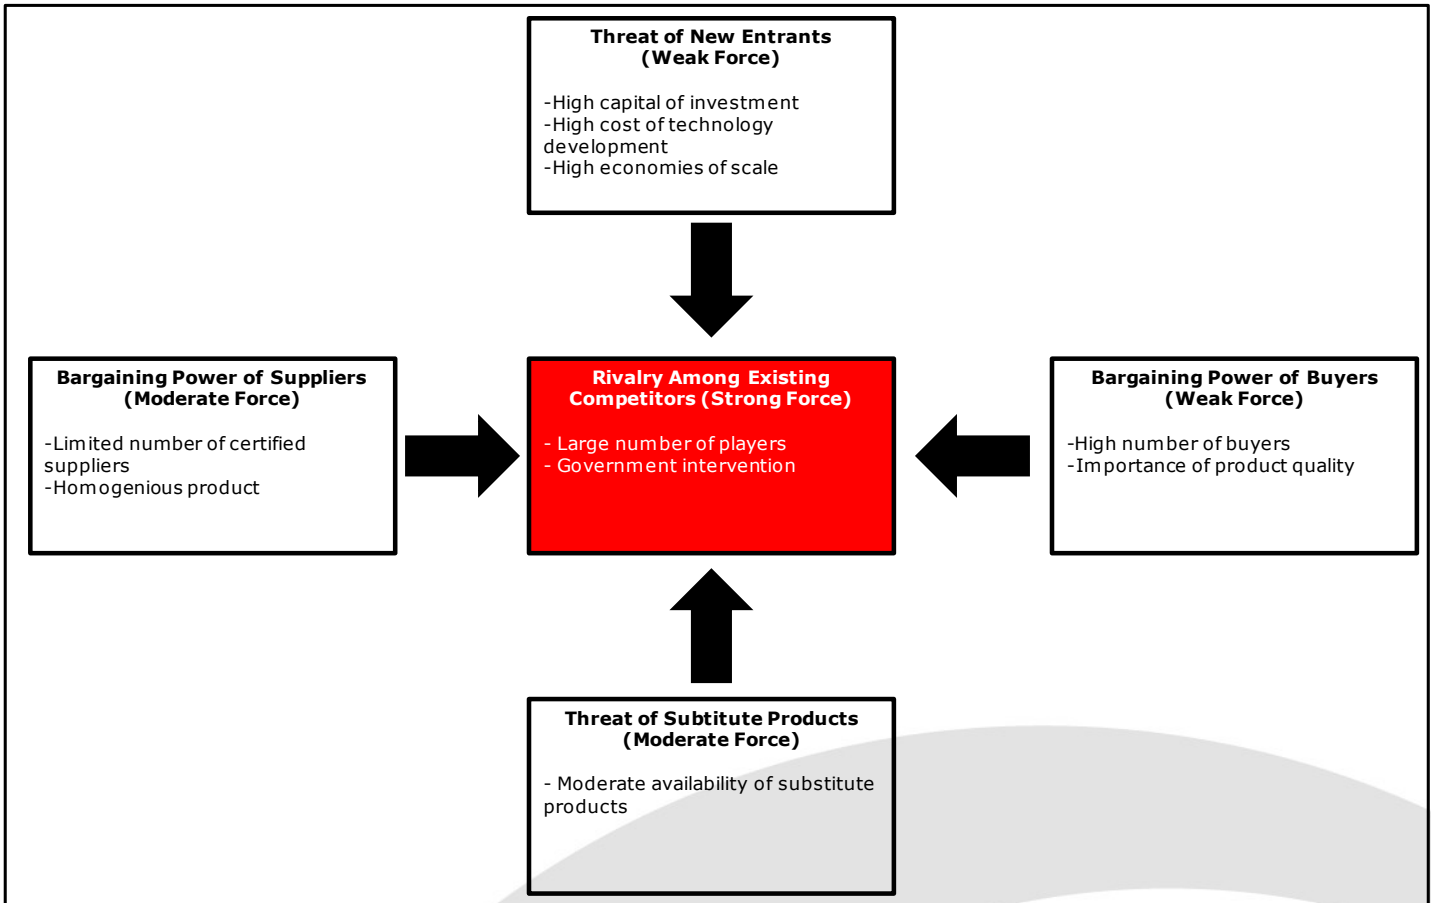 Threat of New Entrants
(Weak Force)
-High capital of investment
-High cost of technology
development
-High economies of scale
Bargaining Power of Suppliers
(Moderate Force)
-Limited number of certified
suppliers
-Homogenious product
Rivalry Among Existing
Competitors (Strong Force)
- Large number of players
- Government intervention
Bargaining Power of Buyers
(Weak Force)
-High number of buyers
-Importance of product quality
Threat of Subtitute Products
(Moderate Force)
- Moderate availability of substitute
products